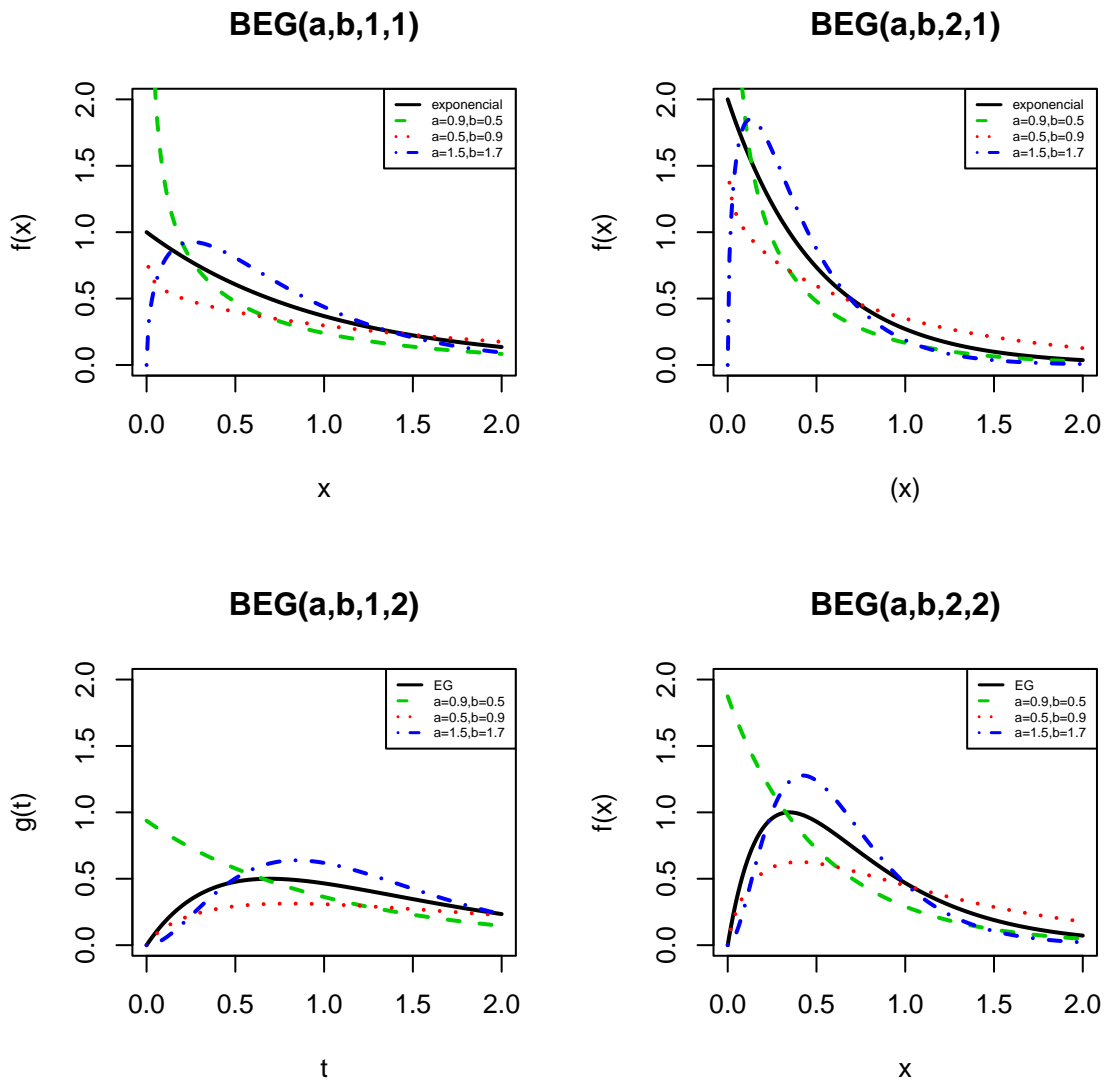 BEG(a,b,1,1)
f(x)
2.0
1.5
1.0
0.5
0.0
exponencial
a=0.9,b=0.5
a=0.5,b=0.9
a=1.5,b=1.7
0.0 0.5 1.0 1.5 2.0
x
BEG(a,b,2,1)
f(x)
2.0
1.5
1.0
0.5
0.0
exponencial
a=0.9,b=0.5
a=0.5,b=0.9
a=1.5,b=1.7
0.0 0.5 1.0 1.5 2.0
(x)
BEG(a,b,1,2)
g(t)
2.0
1.5
1.0
0.5
0.0
EG
a=0.9,b=0.5
a=0.5,b=0.9
a=1.5,b=1.7
0.0 0.5 1.0 1.5 2.0
t
BEG(a,b,2,2)
f(x)
2.0
1.5
1.0
0.5
0.0
EG
a=0.9,b=0.5
a=0.5,b=0.9
a=1.5,b=1.7
0.0 0.5 1.0 1.5 2.0
x